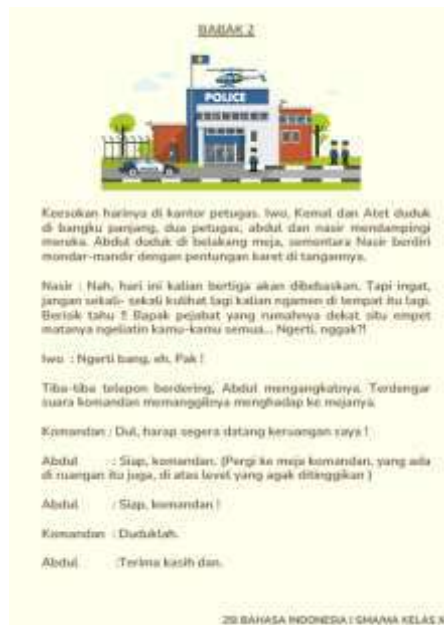 BABAK 2
POLICE
Keesokan harinya di kantor petugas. Iwo, Kemal dan Atet duduk
di bangku panjang, dua petugas, abdul dan nasir mendampingi
mereka. Abdul duduk di belakang meja, sementara Nasir berdiri
mondar-mandir dengan pentungan karet di tangannya.
Nasir : Nah, hari ini kalian bertiga akan dibebaskan. Tapi ingat,
jangan sekali- sekali kulihat lagi kalian ngamen di tempat itu lagi.
Berisik tahu !! Bapak pejabat yang rumahnya dekat situ empet
matanya ngeliatin kamu-kamu semua... Ngerti, nggak?!
Iwo : Ngerti bang, eh, Pak !
Tiba-tiba telepon berdering, Abdul mengangkatnya. Terdengar
suara komandan memanggilnya menghadap ke mejanya.
Komandan : Dul, harap segera datang keruangan saya !
Abdul : Siap, komandan. (Pergi ke meja komandan, yang ada
di ruangan itu juga, di atas level yang agak ditinggikan )
Abdul : Siap, komandan !
Komandan : Duduklah.
Abdul :Terima kasih dan.
BAHASA INDONESIA | SMA/MA KELAS X